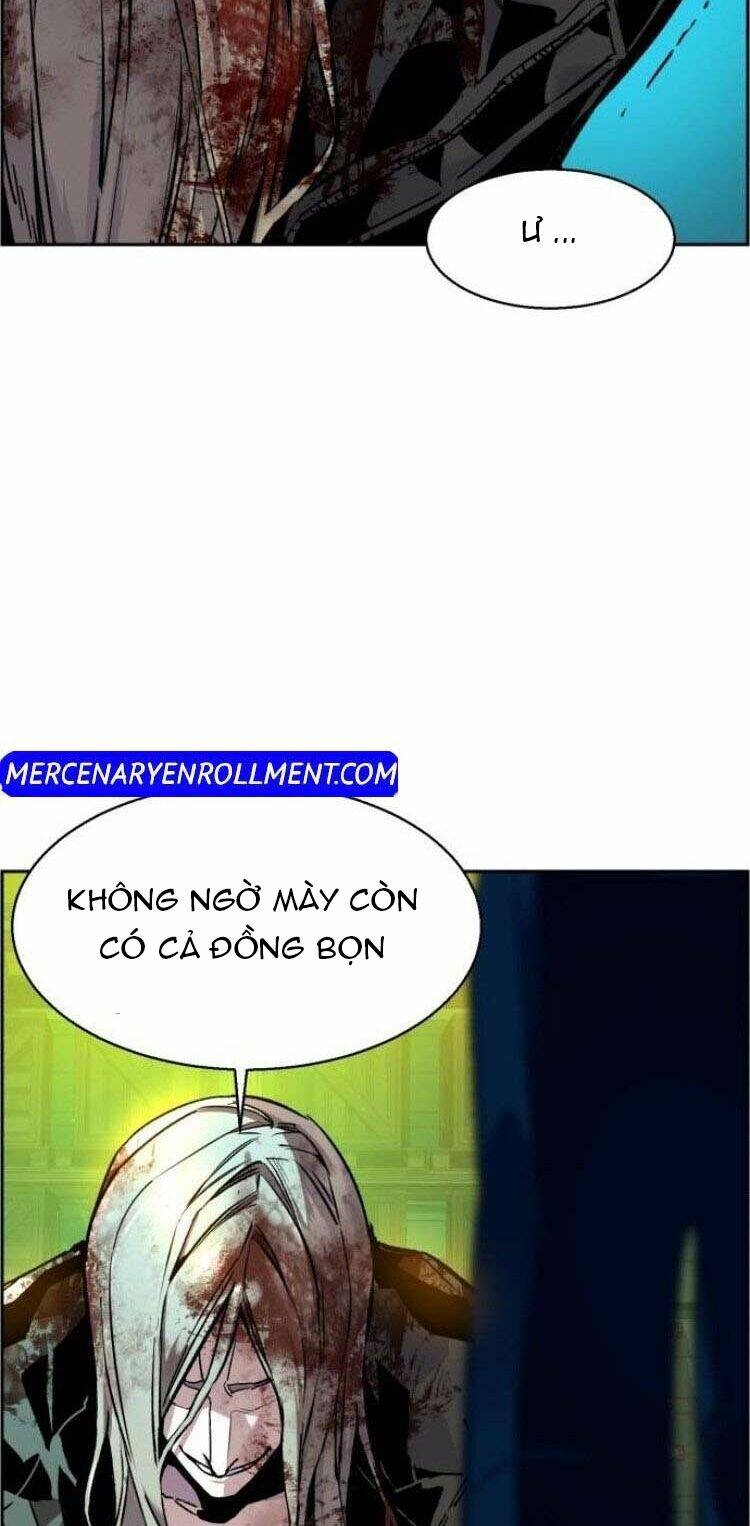 Ư ...
MERCENARYENROLLMENT.COM
KHÔNG NGỜ MÀY CÒN
CÓ CẢ ĐỒNG BỌN